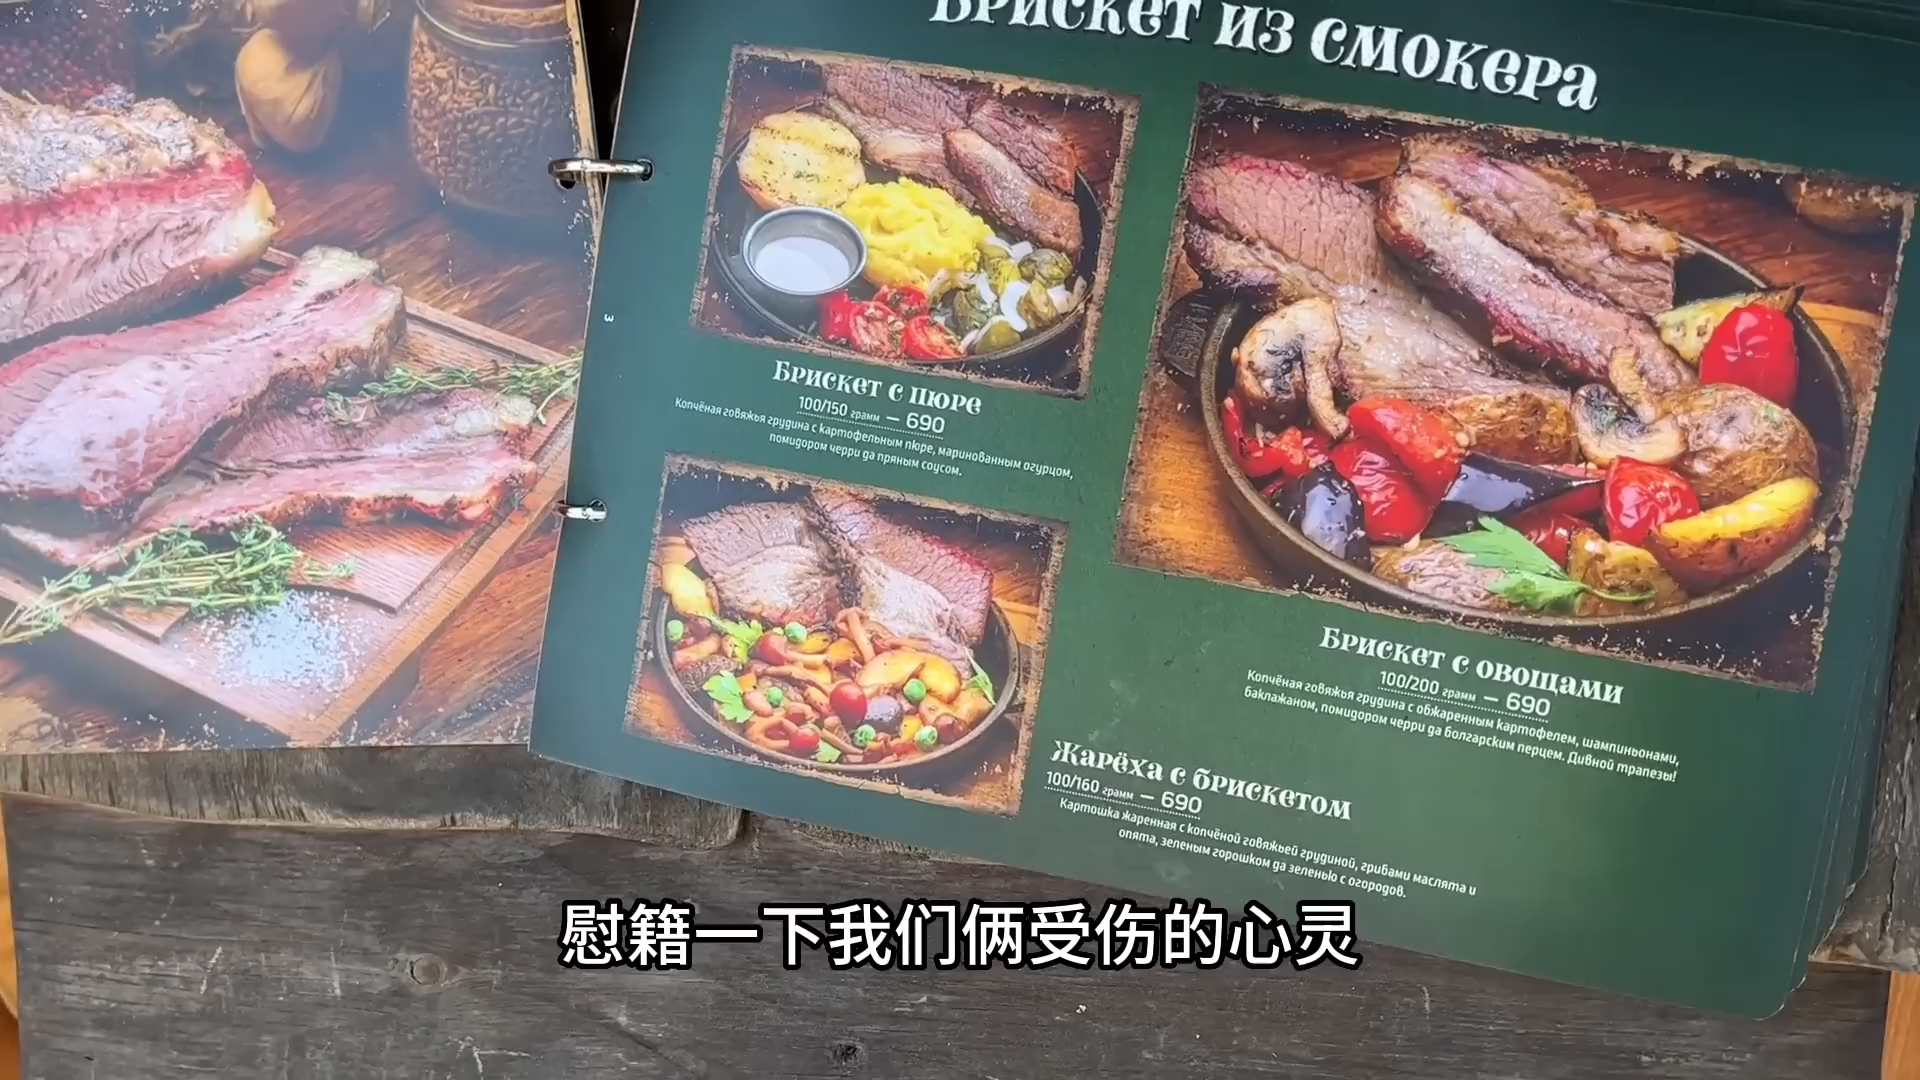 Брискет из смокера
3
Брискет с пюре
100/150 грамм — 690
Копчёная говяжья грудина с картофельным пюре, маринованным огурцом,
помидором черри да пряным соусом.
Брискет с овощами
100/200 грамм — 690
Копчёная говяжья грудина с обжаренным картофелем, шампиньонами,
баклажаном, помидором черри да болгарским перцем. Дивной трапезы!
Жарёха с брискетом
100/160 грамм — 690
Картошка жаренная с копчёной говяжьей грудиной, грибами маслята и
опята, зеленым горошком да зеленью с огородов.
慰籍一下我们俩受伤的心灵